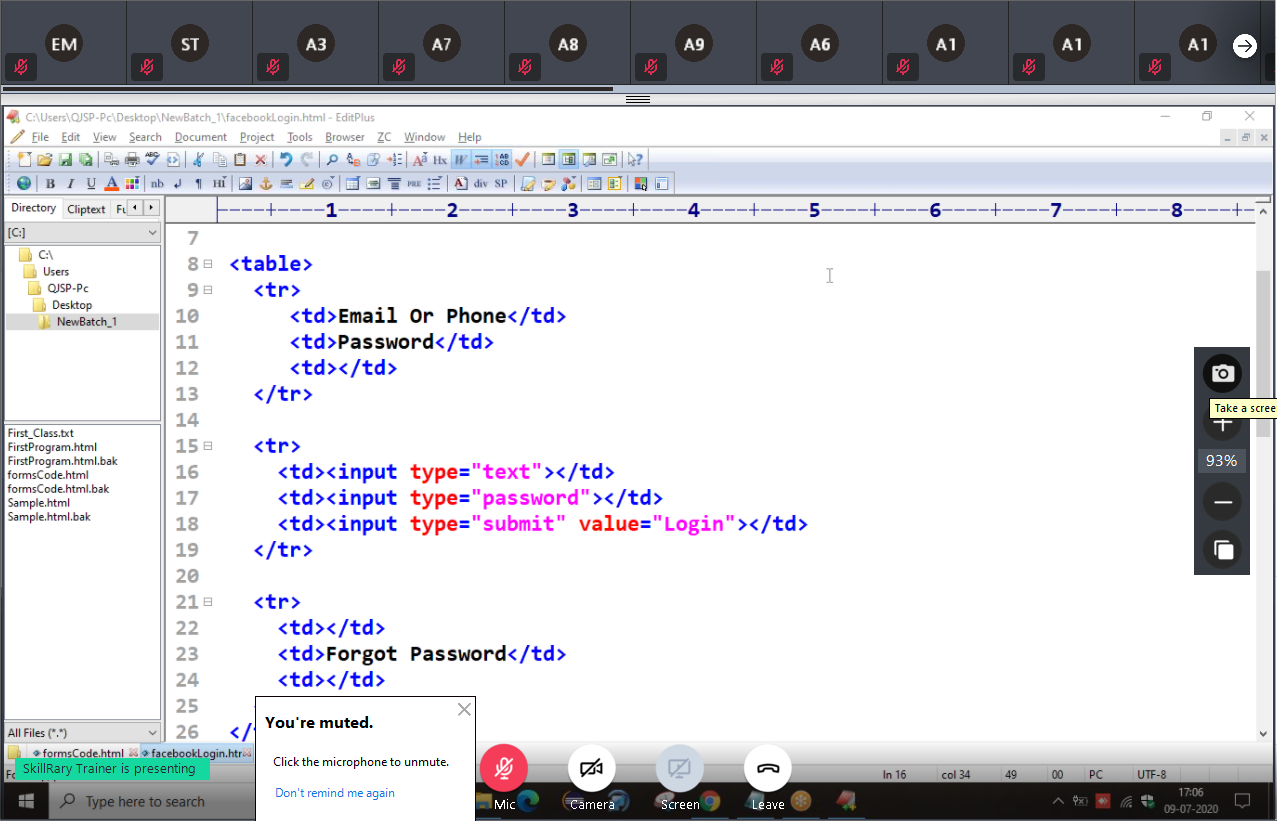 EM ST A3 A7 A8 A9 A6 A1 A1 A1
C:\Users\QJSP-Pc\Desktop\NewBatch_1\facebookLogin.html - EditPlus
File Edit View Search Document Project Tools Browser ZC Window Help
B I U A nb ¶ HI PRE A div SP
Directory Cliptext Fu
----+----1----+----2----+----3----+----4----+----5----+----6----+----7----+----8----+--
[C:]
C:\
Users
QJSP-Pc
Desktop
NewBatch_1
7
8 <table>
9 <tr>
10 <td>Email Or Phone</td>
11 <td>Password</td>
12 <td></td>
13 </tr>
14
15 <tr>
16 <td><input type="text"></td>
17 <td><input type="password"></td>
18 <td><input type="submit" value="Login"></td>
19 </tr>
20
21 <tr>
22 <td></td>
23 <td>Forgot Password</td>
24 <td></td>
25
26 </
First_Class.txt
FirstProgram.html
FirstProgram.html.bak
formsCode.html
formsCode.html.bak
Sample.html
Sample.html.bak
All Files (*.*)
formsCode.html facebookLogin.htm
Take a scree
93%
You're muted.
Click the microphone to unmute.
Don't remind me again
SkillRary Trainer is presenting
Mic Camera Screen Leave
ln 16 col 34 49 00 PC UTF-8
Type here to search
17:06
09-07-2020